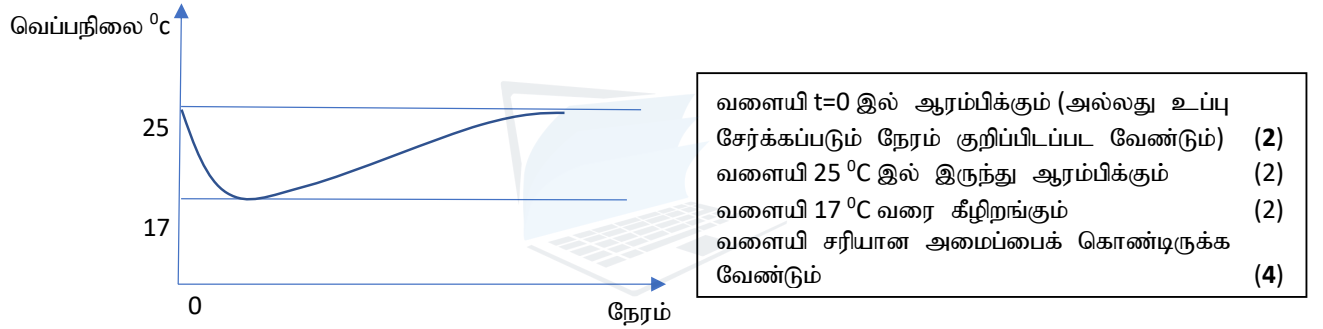 வெப்பநிலை ⁰c
25
17
0
நேரம்
வளையி t=0 இல் ஆரம்பிக்கும் (அல்லது உப்பு
சேர்க்கப்படும் நேரம் குறிப்பிடப்பட வேண்டும்) (2)
வளையி 25 ⁰C இல் இருந்து ஆரம்பிக்கும் (2)
வளையி 17 ⁰C வரை கீழிறங்கும் (2)
வளையி சரியான அமைப்பைக் கொண்டிருக்க
வேண்டும் (4)